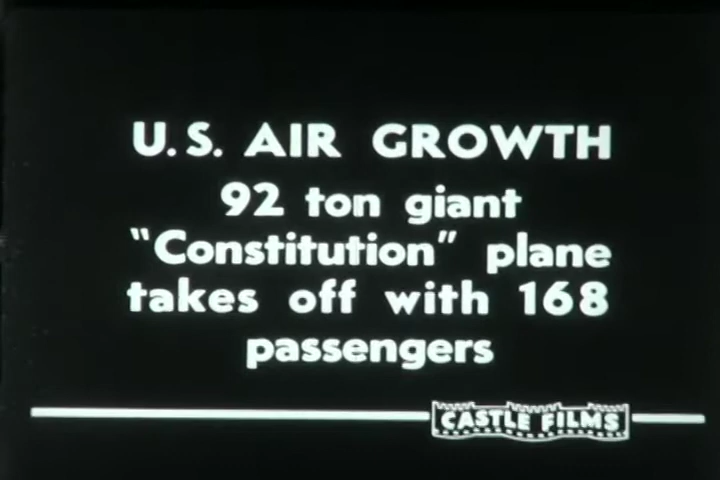 U.S. AIR GROWTH
92 ton giant
"Constitution" plane
takes off with 168
passengers
CASTLE FILMS